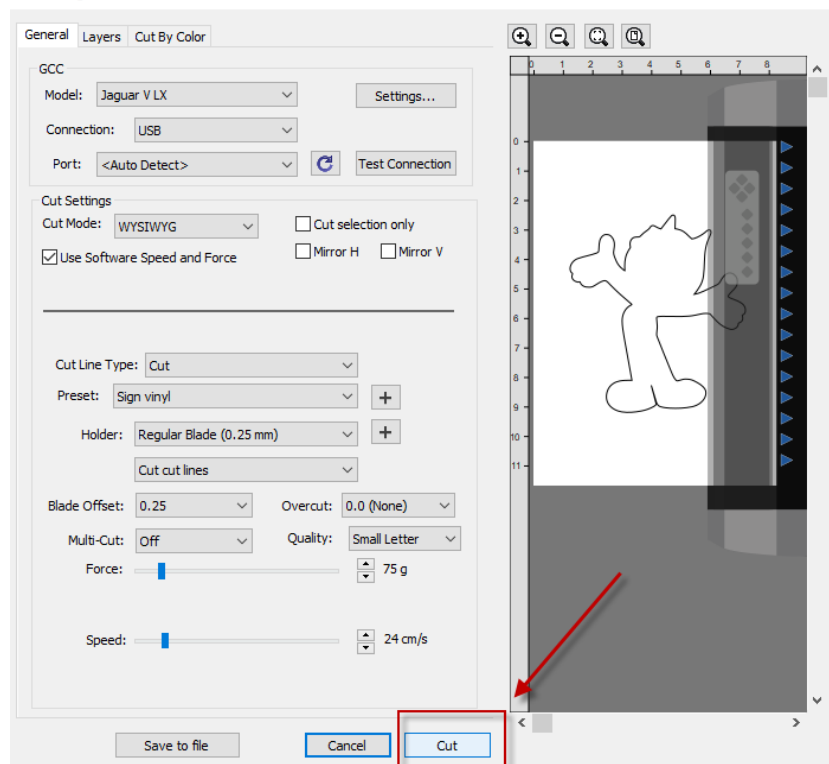 General Layers Cut By Color
GCC
Model: Jaguar V LX Settings...
Connection: USB
Port: <Auto Detect> Test Connection
Cut Settings
Cut Mode: WYSIWYG Cut selection only
Use Software Speed and Force Mirror H Mirror V
Cut Line Type: Cut
Preset: Sign vinyl +
Holder: Regular Blade (0.25 mm) +
Cut cut lines
Blade Offset: 0.25 Overcut: 0.0 (None)
Multi-Cut: Off Quality: Small Letter
Force: 75 g
Speed: 24 cm/s
Save to file Cancel Cut
0 1 2 3 4 5 6 7 8
0
1
2
3
4
5
6
7
8
9
10
11